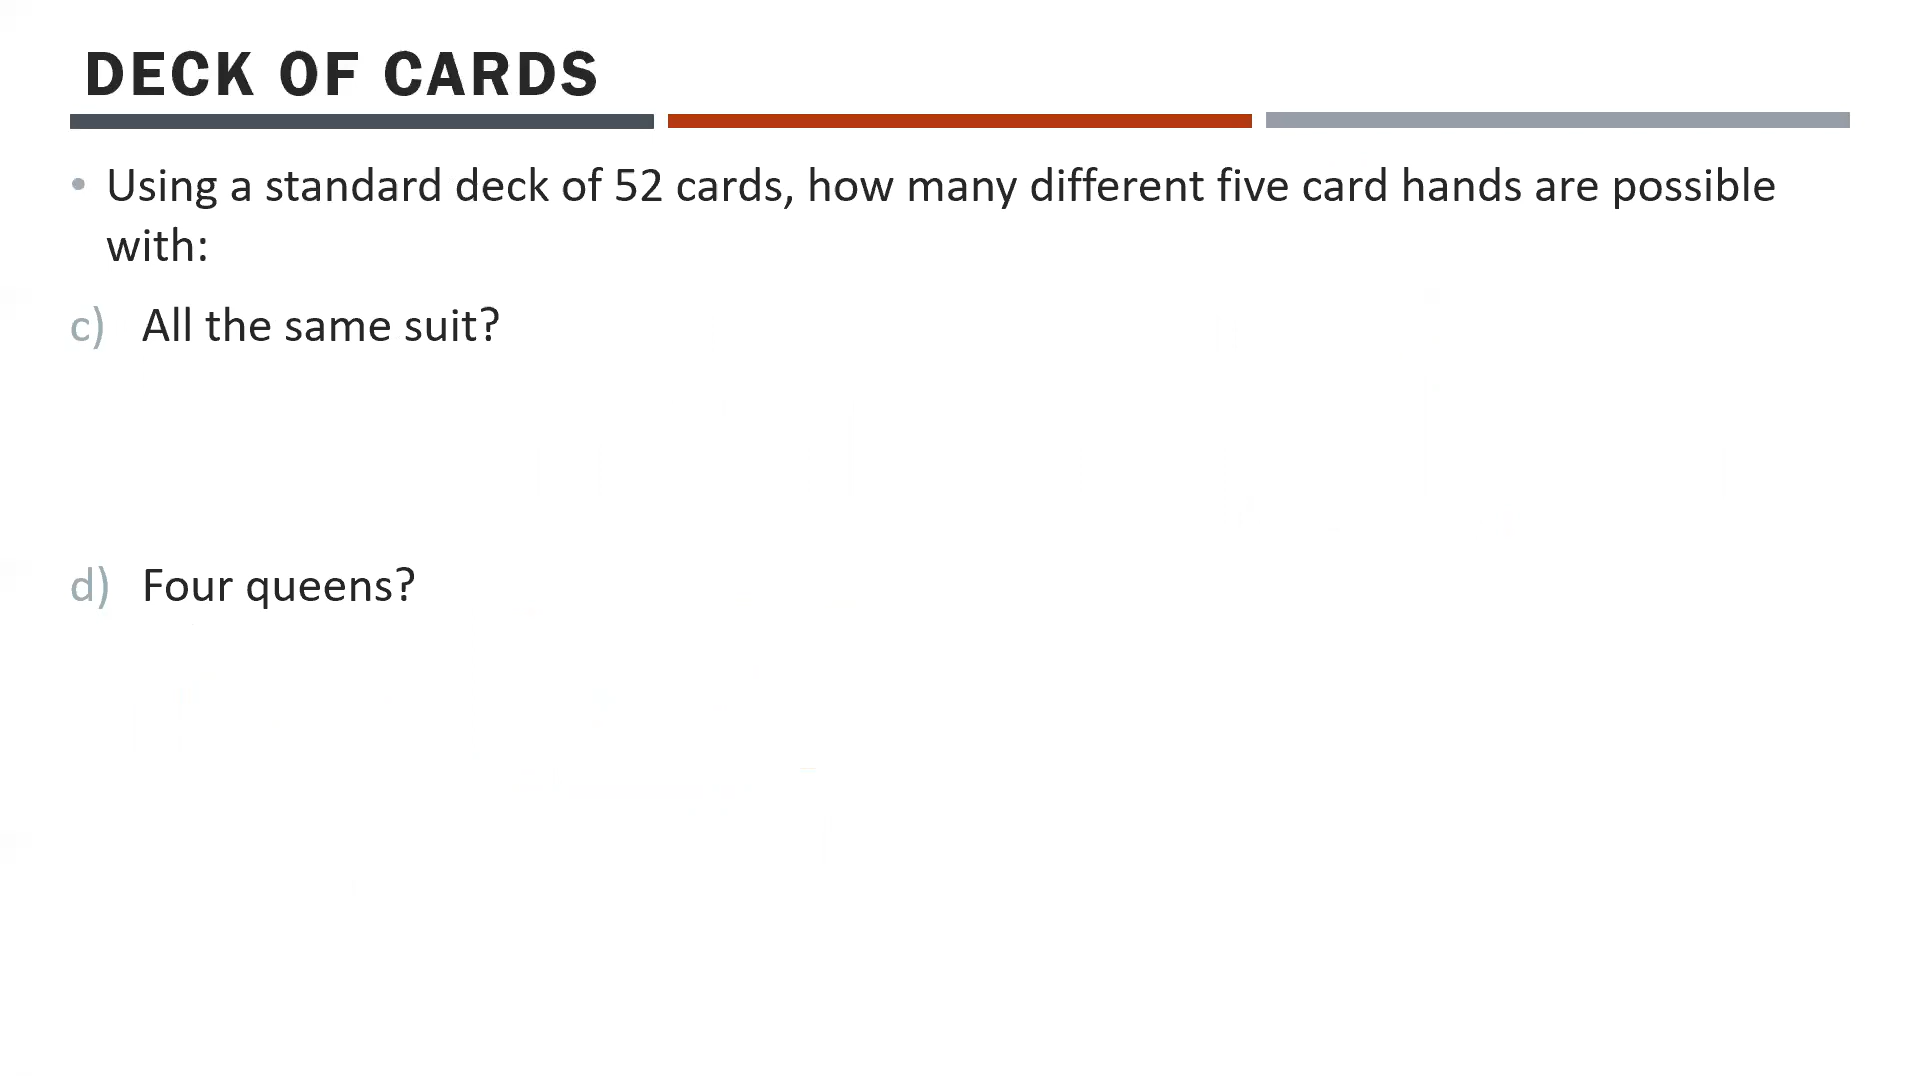 DECK OF CARDS
• Using a standard deck of 52 cards, how many different five card hands are possible
with:
c) All the same suit?
d) Four queens?